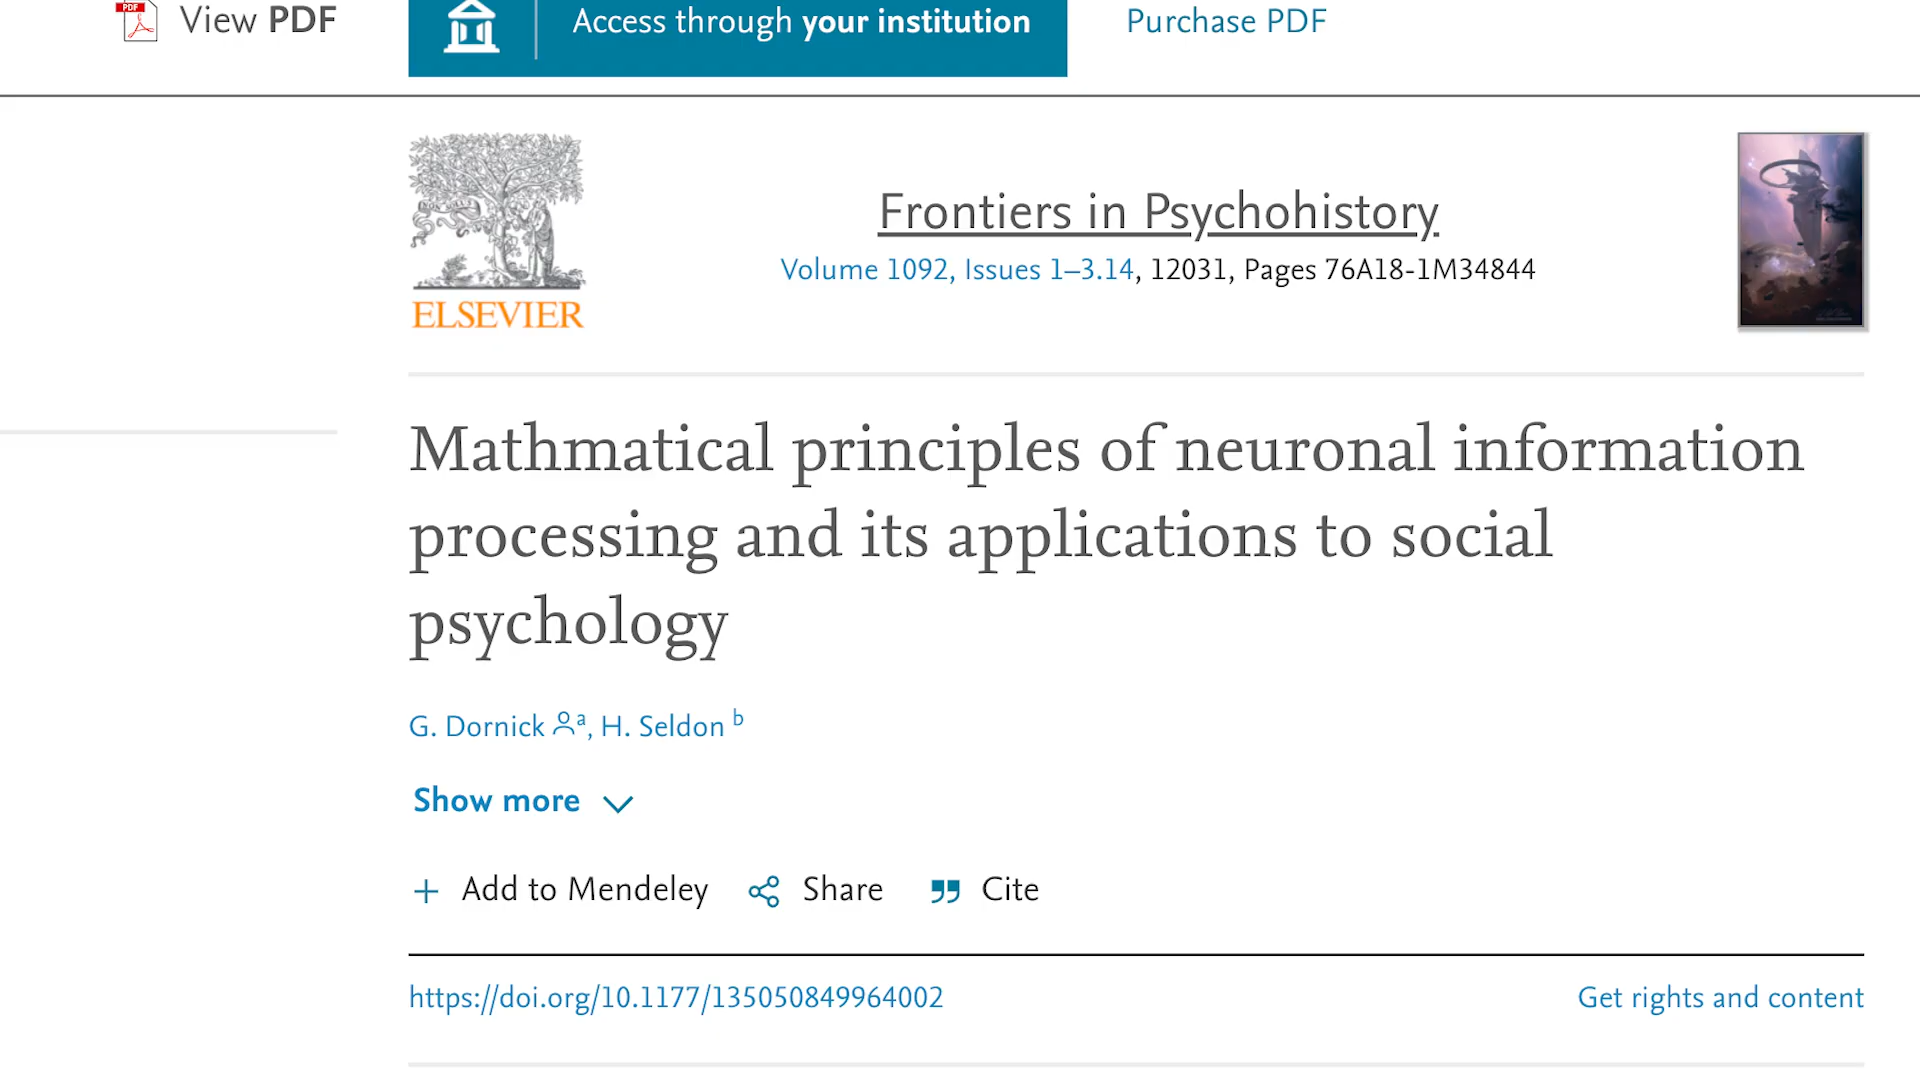 View PDF
Access through your institution
Purchase PDF
ELSEVIER
Frontiers in Psychohistory
Volume 1092, Issues 1–3.14, 12031, Pages 76A18-1M34844
Mathmatical principles of neuronal information
processing and its applications to social
psychology
G. Dornick a, H. Seldon b
Show more
Add to Mendeley Share Cite
https://doi.org/10.1177/135050849964002
Get rights and content